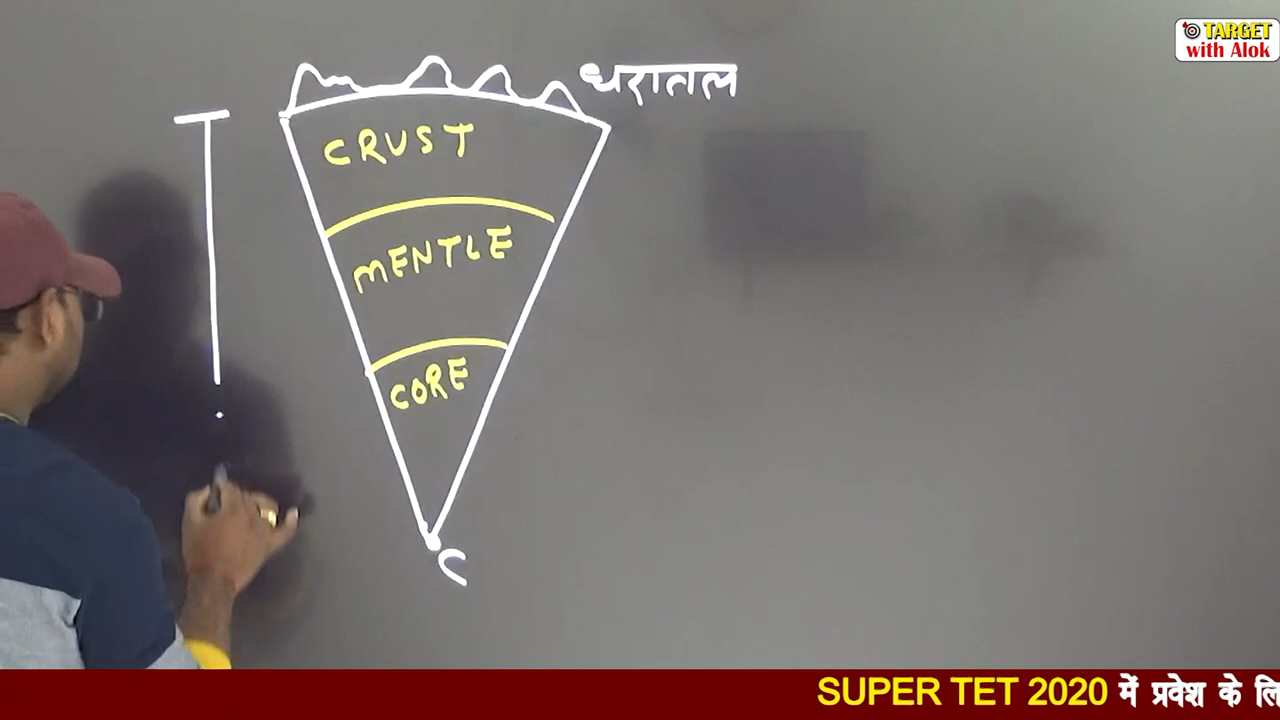 TARGET
with Alok
धरातल
CRUST
MENTLE
CORE
C
SUPER TET 2020 में प्रवेश के